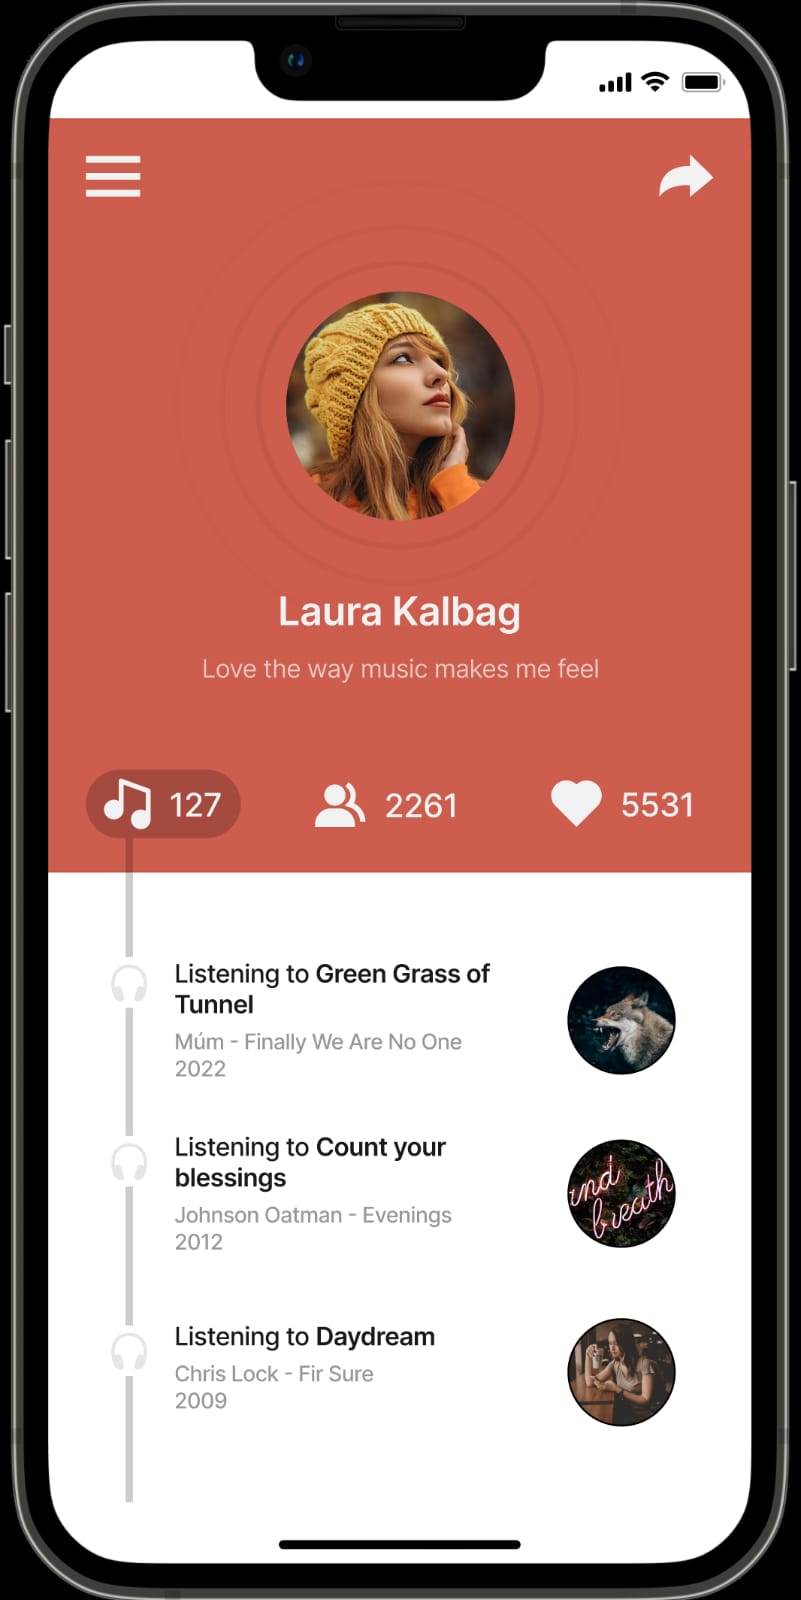 Laura Kalbag
Love the way music makes me feel
127
2261
5531
Listening to Green Grass of
Tunnel
Múm - Finally We Are No One
2022
Listening to Count your
blessings
Johnson Oatman - Evenings
2012
and
breath
Listening to Daydream
Chris Lock - Fir Sure
2009